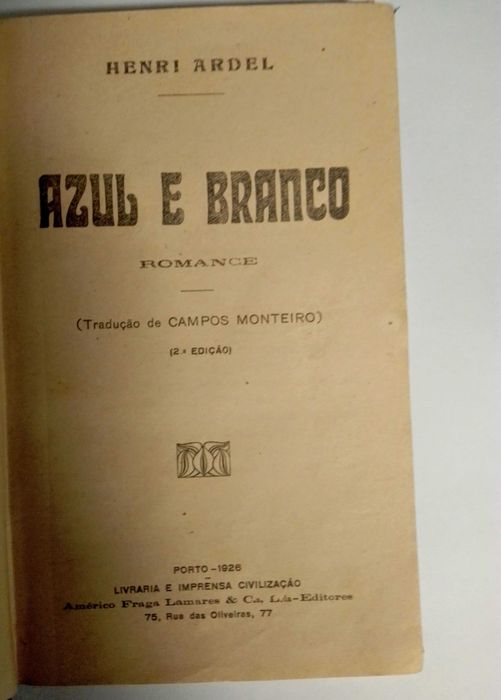 HENRI ARDEL
AZUL E BRANCO
ROMANCE
(Tradução de CAMPOS MONTEIRO)
(2.ª EDIÇÃO)
PORTO - 1926
LIVRARIA E IMPRENSA CIVILIZAÇÃO
Américo Fraga Lamares & Ca. L.da-Editores
75, Rua das Oliveiras, 77